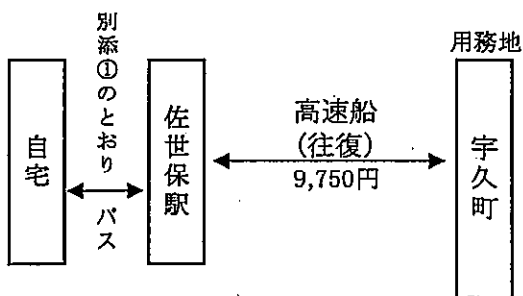 自宅
別添①のとおり
バス
佐世保駅
高速船
(往復)
9,750円
用務地
宇久町